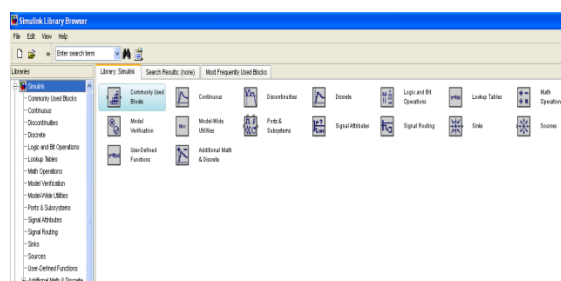 Simulink Library Browser
File Edit View Help
» Enter search term
Libraries
Library: Simulink Search Results: (none) Most Frequently Used Blocks
Simulink
Commonly Used Blocks
Continuous
Discontinuities
Discrete
Logic and Bit Operations
Lookup Tables
Math Operations
Model Verification
Model-Wide Utilities
Ports & Subsystems
Signal Attributes
Signal Routing
Sinks
Sources
User-Defined Functions
Additional Math & Discrete
Commonly Used
Blocks
Continuous
Discontinuities
Discrete
Logic and Bit
Operations
Lookup Tables
Math
Operation
Model
Verification
Model-Wide
Utilities
Ports &
Subsystems
Signal Attributes
Signal Routing
Sinks
Sources
User-Defined
Functions
Additional Math
& Discrete